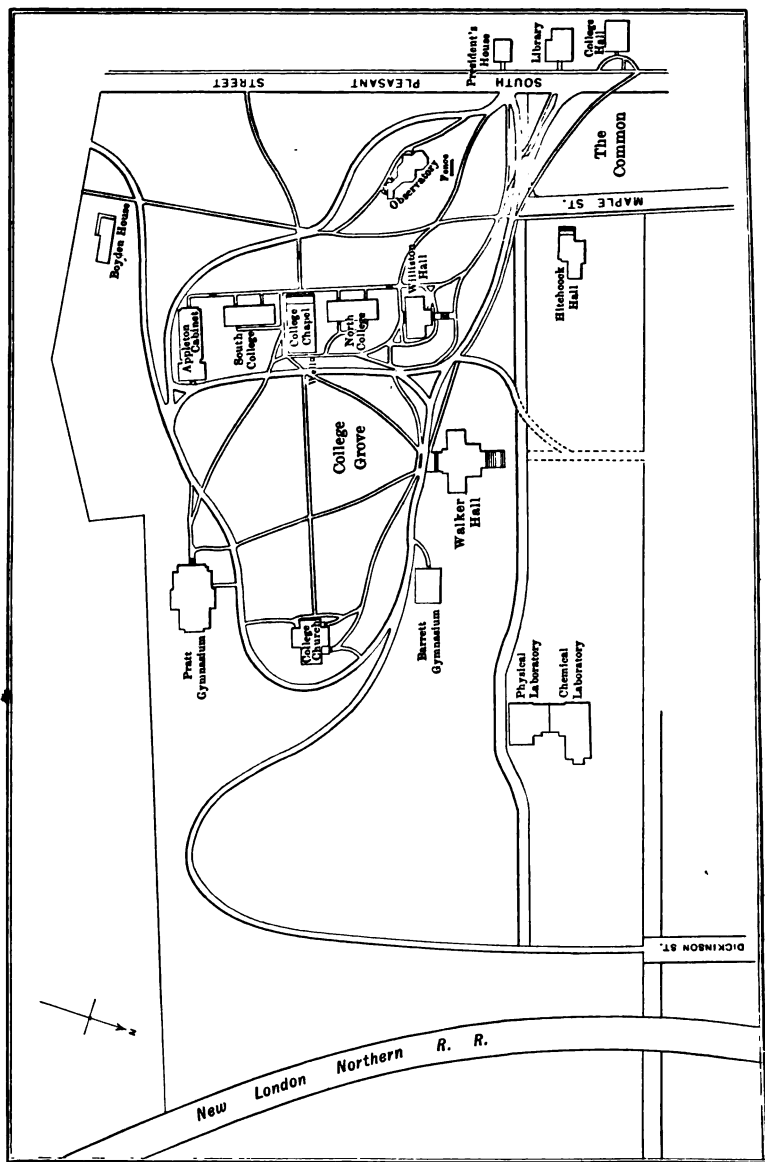 College
Hall
Library
President's
House
SOUTH PLEASANT STREET
The
Common
MAPLE ST.
Observatory
Fence
Boyden House
Hitchcock
Hall
Williston
Hall
North
College
College
Chapel
South
College
Appleton
Cabinet
Well
College
Grove
Walker
Hall
Pratt
Gymnasium
College
Church
Barrett
Gymnasium
Physical
Laboratory
Chemical
Laboratory
DICKINSON ST.
N
New London Northern R. R.